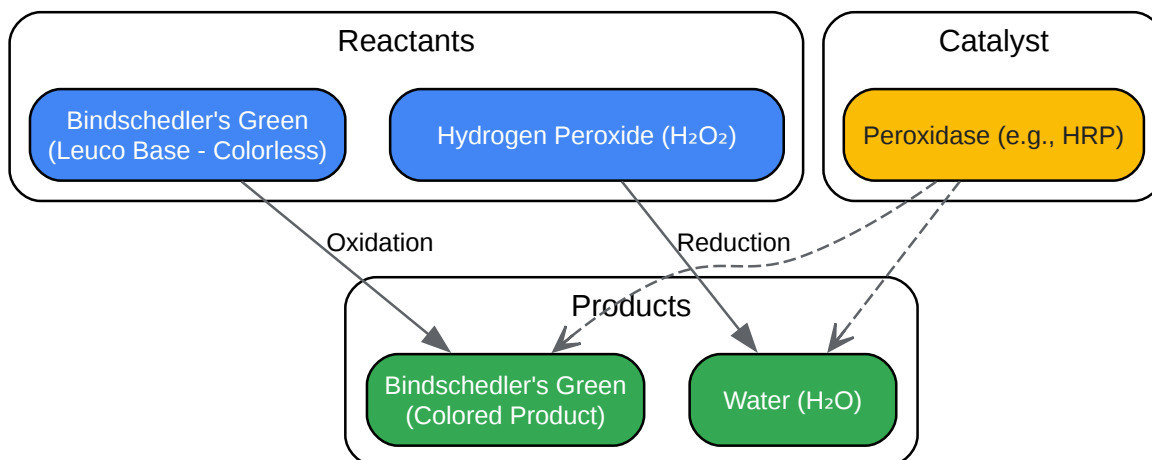 Reactants
Catalyst
Bindschedler's Green
(Leuco Base - Colorless)
Hydrogen Peroxide (H₂O₂)
Peroxidase (e.g., HRP)
Oxidation
Reduction
Products
Bindschedler's Green
(Colored Product)
Water (H₂O)